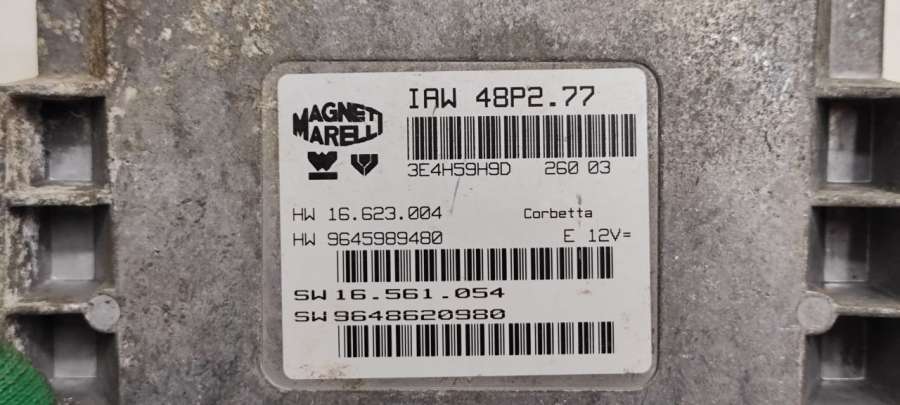 IAW 48P2.77
MAGNETI
MARELLI
3E4H59H9D 260 03
HW 16.623.004 Corbetta
HW 9645989480 E 12V=
SW 16.561.054
SW 9648620980